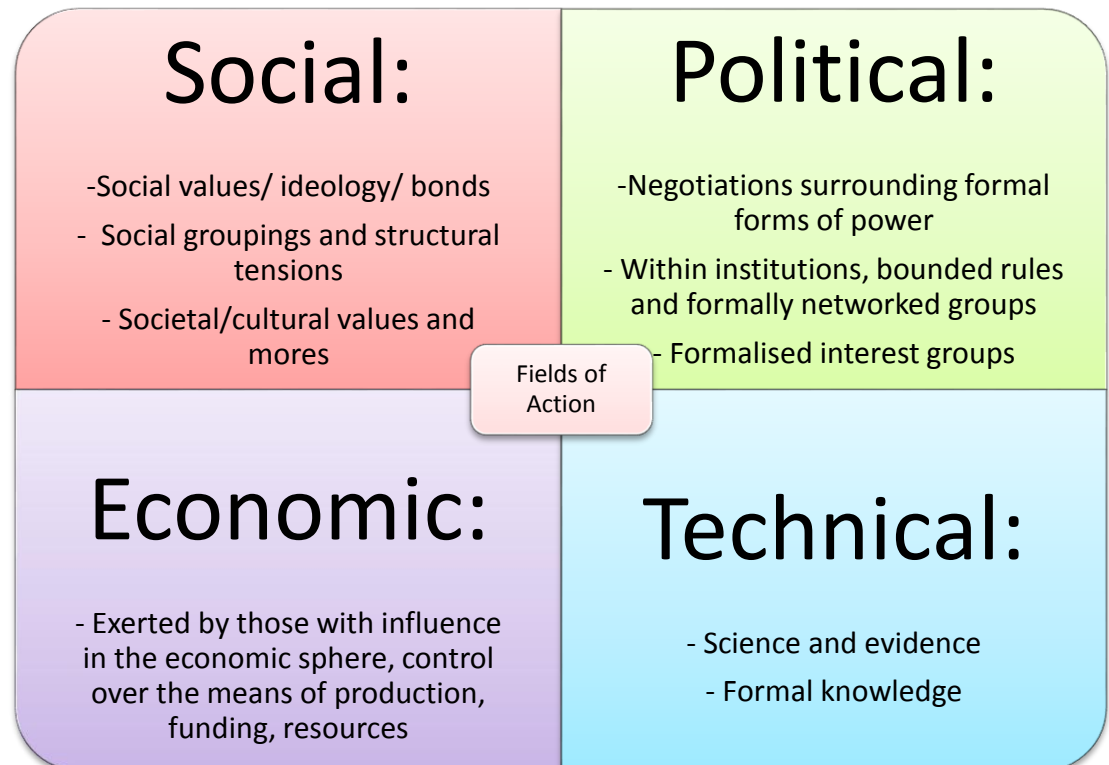 Social:
-Social values/ ideology/ bonds
- Social groupings and structural
tensions
- Societal/cultural values and
mores
Political:
-Negotiations surrounding formal
forms of power
- Within institutions, bounded rules
and formally networked groups
- Formalised interest groups
Fields of
Action
Economic:
- Exerted by those with influence
in the economic sphere, control
over the means of production,
funding, resources
Technical:
- Science and evidence
- Formal knowledge